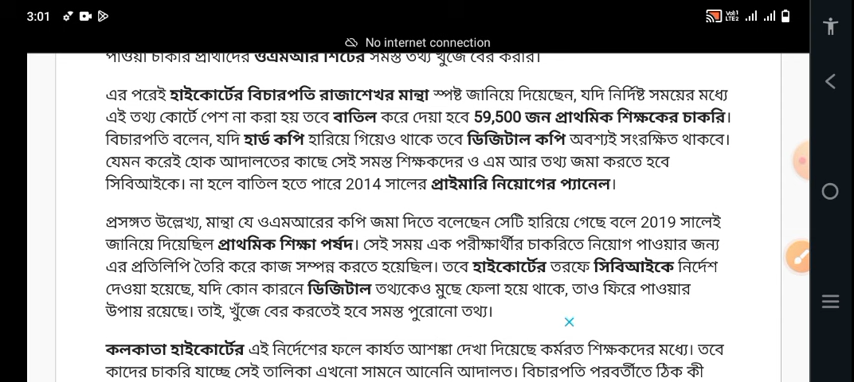 3:01
Vol1 LTE2
No internet connection
পাওয়া চাকরি প্রার্থীদের ওএমআর শিটের সমস্ত তথ্য খুঁজে বের করার।
এর পরেই হাইকোর্টের বিচারপতি রাজাশেখর মান্থা স্পষ্ট জানিয়ে দিয়েছেন, যদি নির্দিষ্ট সময়ের মধ্যে
এই তথ্য কোর্টে পেশ না করা হয় তবে বাতিল করে দেয়া হবে 59,500 জন প্রাথমিক শিক্ষকের চাকরি।
বিচারপতি বলেন, যদি হার্ড কপি হারিয়ে গিয়েও থাকে তবে ডিজিটাল কপি অবশ্যই সংরক্ষিত থাকবে।
যেমন করেই হোক আদালতের কাছে সেই সমস্ত শিক্ষকদের ও এম আর তথ্য জমা করতে হবে
সিবিআইকে। না হলে বাতিল হতে পারে 2014 সালের প্রাইমারি নিয়োগের প্যানেল।
প্রসঙ্গত উল্লেখ্য, মান্থা যে ওএমআরের কপি জমা দিতে বলেছেন সেটি হারিয়ে গেছে বলে 2019 সালেই
জানিয়ে দিয়েছিল প্রাথমিক শিক্ষা পর্ষদ। সেই সময় এক পরীক্ষার্থীর চাকরিতে নিয়োগ পাওয়ার জন্য
এর প্রতিলিপি তৈরি করে কাজ সম্পন্ন করতে হয়েছিল। তবে হাইকোর্টের তরফে সিবিআইকে নির্দেশ
দেওয়া হয়েছে, যদি কোন কারনে ডিজিটাল তথ্যকেও মুছে ফেলা হয়ে থাকে, তাও ফিরে পাওয়ার
উপায় রয়েছে। তাই, খুঁজে বের করতেই হবে সমস্ত পুরোনো তথ্য।
কলকাতা হাইকোর্টের এই নির্দেশের ফলে কার্যত আশঙ্কা দেখা দিয়েছে কর্মরত শিক্ষকদের মধ্যে। তবে
কাদের চাকরি যাচ্ছে সেই তালিকা এখনো সামনে আনেনি আদালত। বিচারপতি পরবর্তীতে ঠিক কী